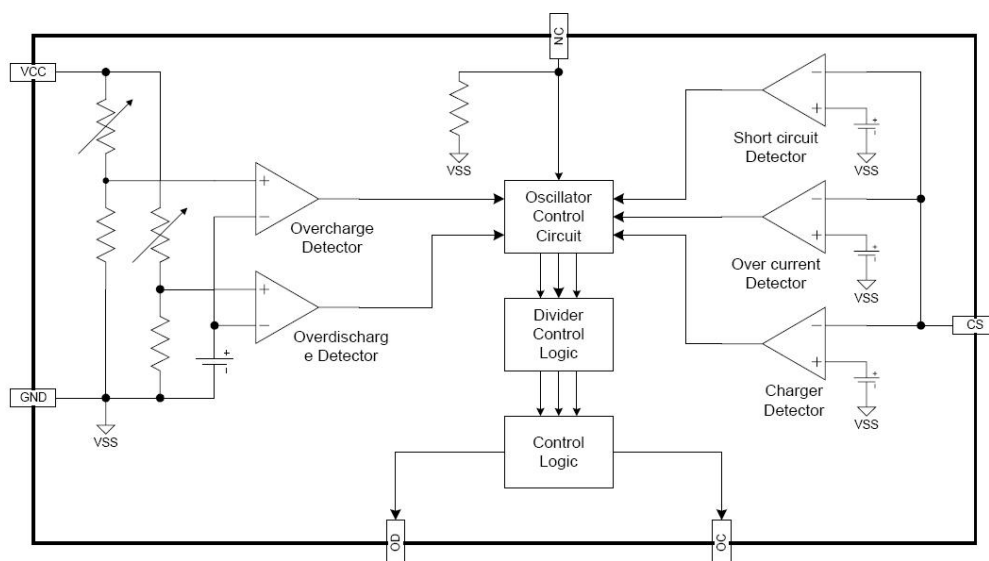 NC
VCC
VSS
Short circuit
Detector
VSS
Oscillator
Control
Circuit
Overcharge
Detector
Over current
Detector
VSS
Divider
Control
Logic
Overdischarg
e Detector
CS
Charger
Detector
VSS
GND
VSS
Control
Logic
OD
OC